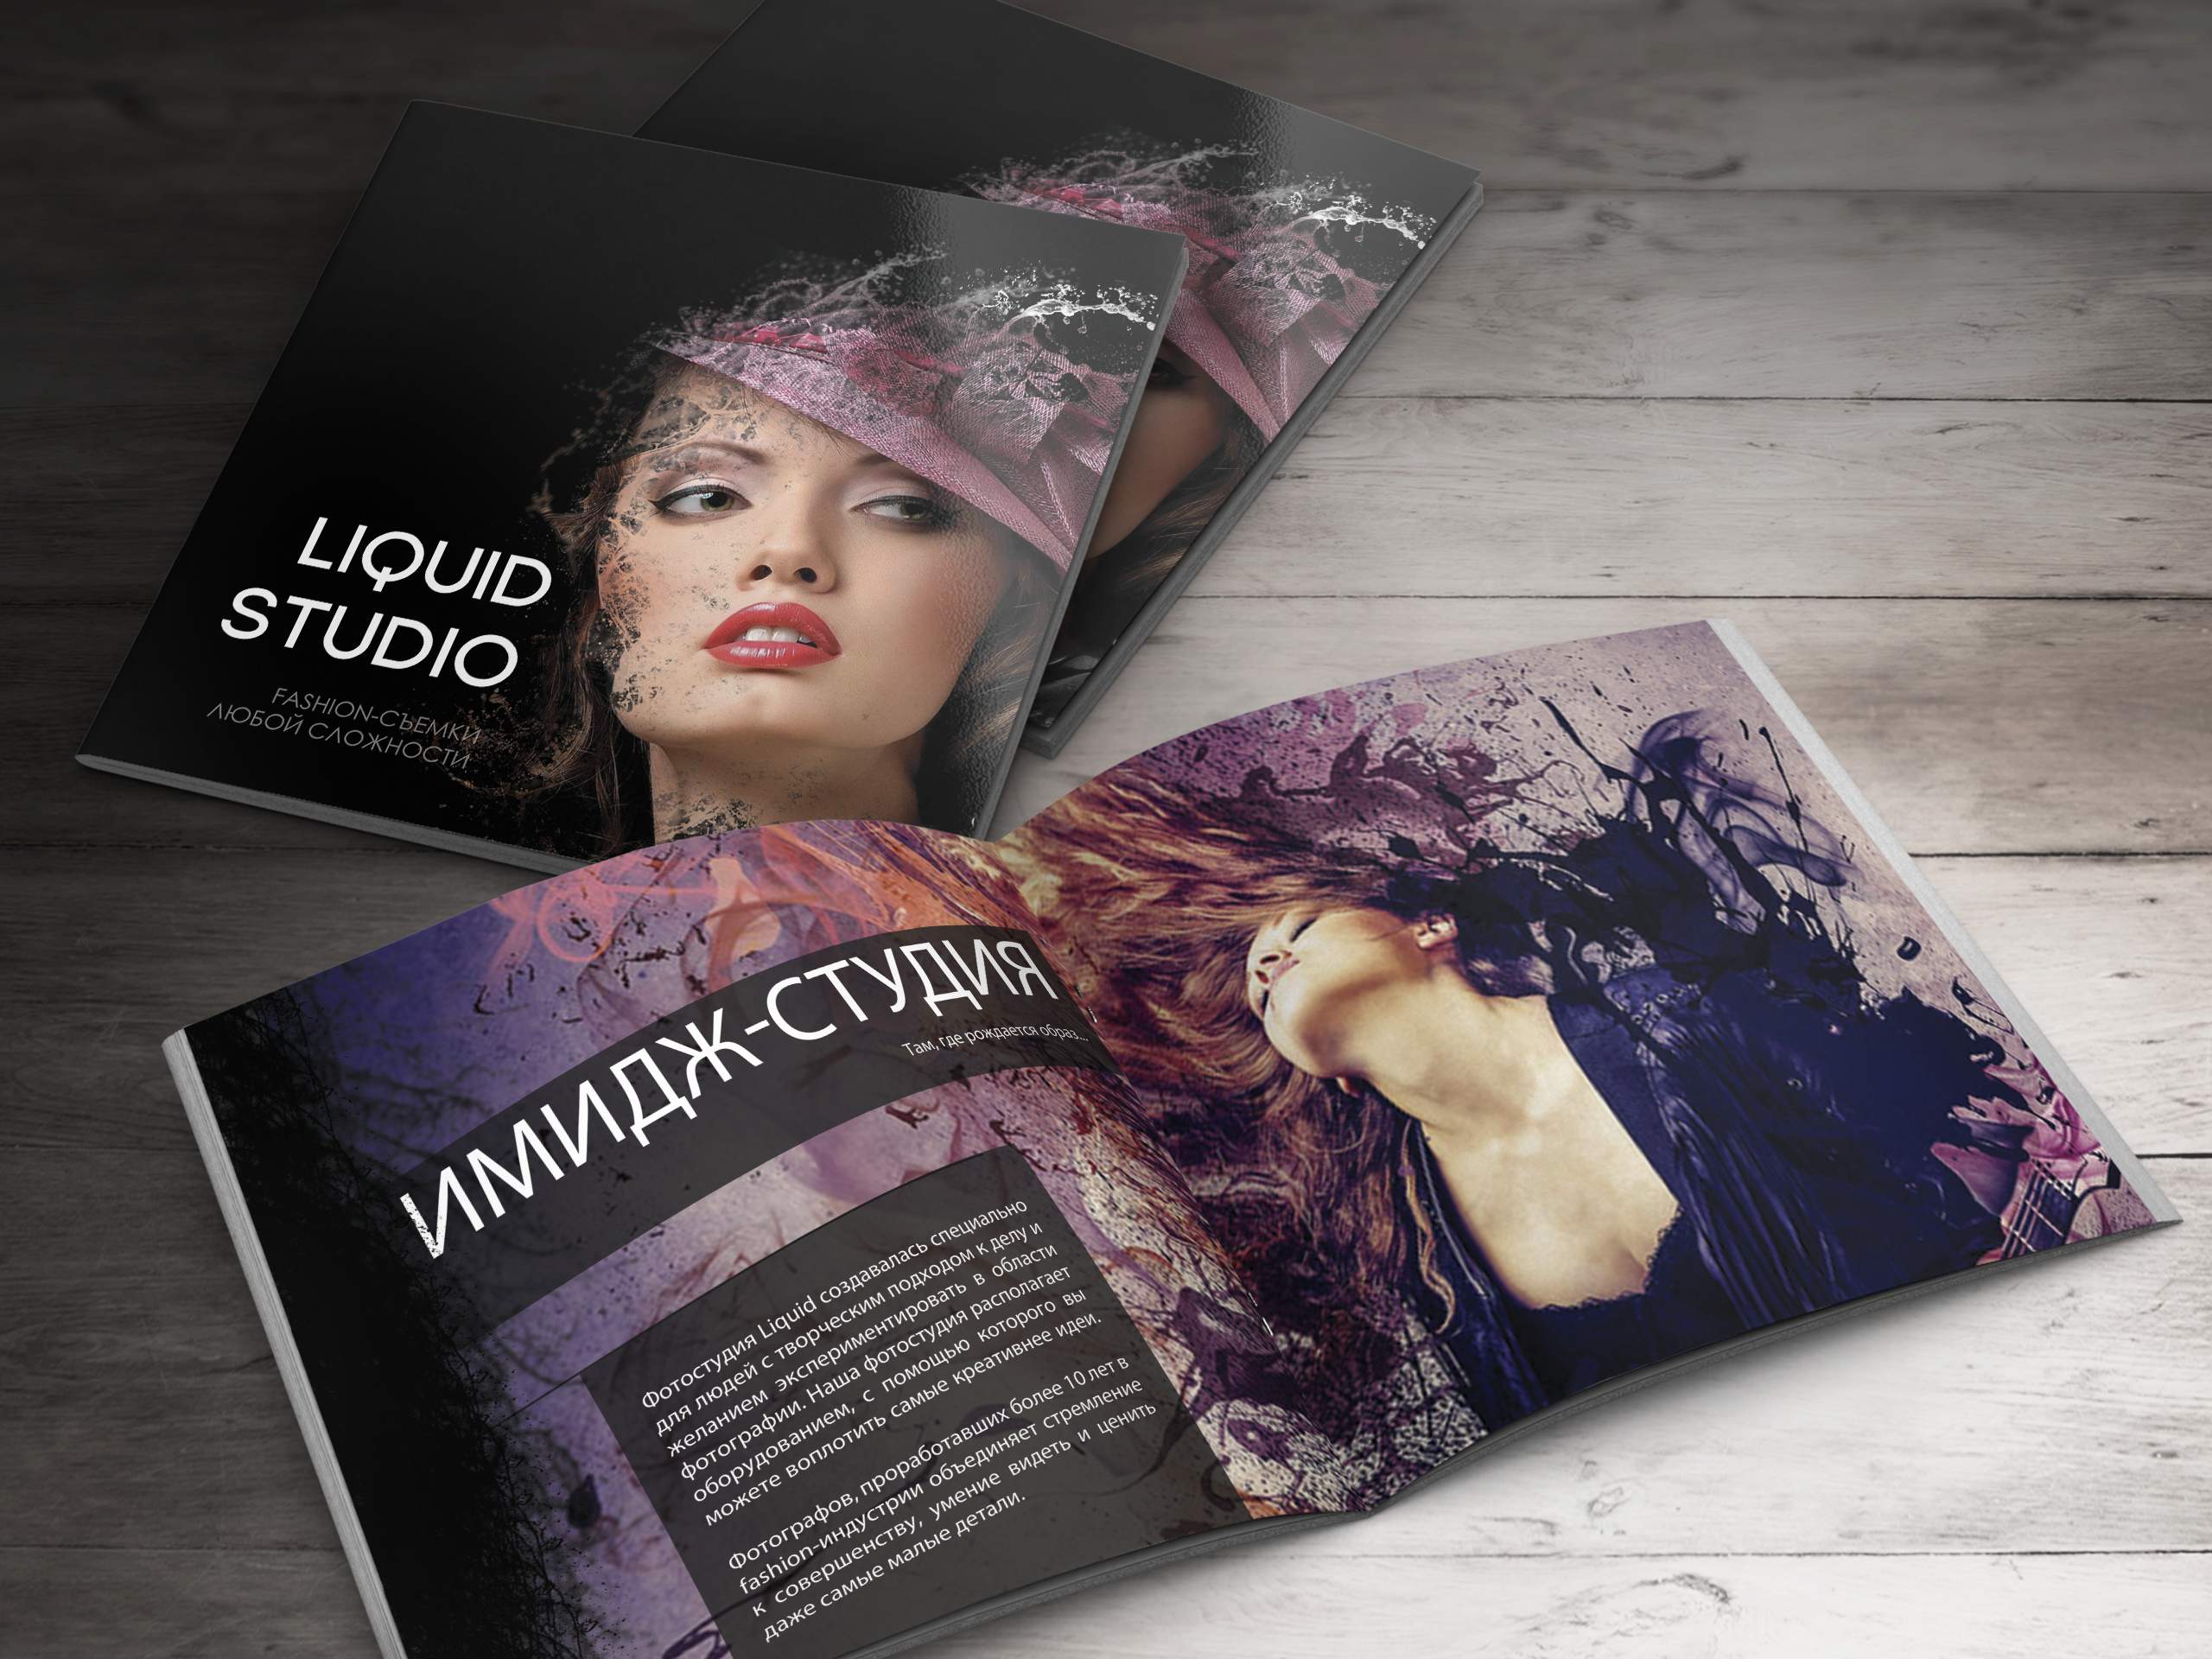 LIQUID
STUDIO
FASHION-СЪЕМКИ
ЛЮБОЙ СЛОЖНОСТИ
ИМИДЖ-СТУДИЯ
Там, где рождается образ...
Фотостудия Liquid создавалась специально
для людей с творческим подходом к делу и
желанием экспериментировать в области
фотографии. Наша фотостудия располагает
оборудованием, с помощью которого вы
можете воплотить самые креативнее идеи.
Фотографов, проработавших более 10 лет в
fashion-индустрии объединяет стремление
к совершенству, умение видеть и ценить
даже самые малые детали.